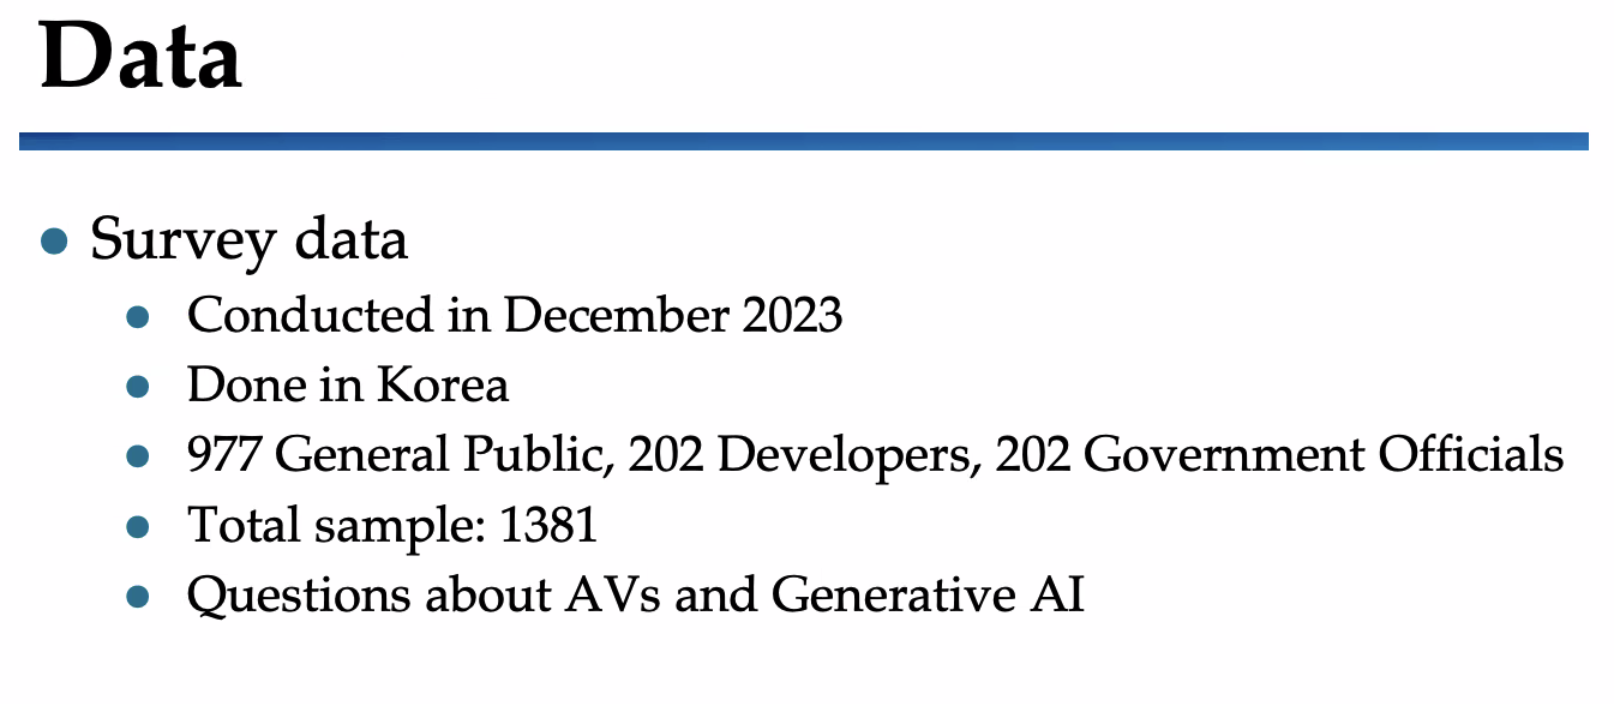 Data
Survey data
Conducted in December 2023
Done in Korea
977 General Public, 202 Developers, 202 Government Officials
Total sample: 1381
Questions about AVs and Generative AI